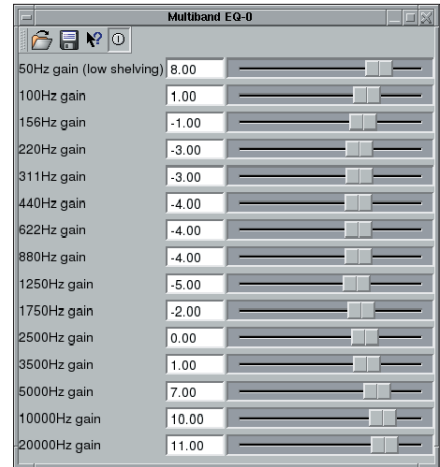 Multiband EQ-0
50Hz gain (low shelving) 8.00
100Hz gain 1.00
156Hz gain -1.00
220Hz gain -3.00
311Hz gain -3.00
440Hz gain -4.00
622Hz gain -4.00
880Hz gain -4.00
1250Hz gain -5.00
1750Hz gain -2.00
2500Hz gain 0.00
3500Hz gain 1.00
5000Hz gain 7.00
10000Hz gain 10.00
20000Hz gain 11.00